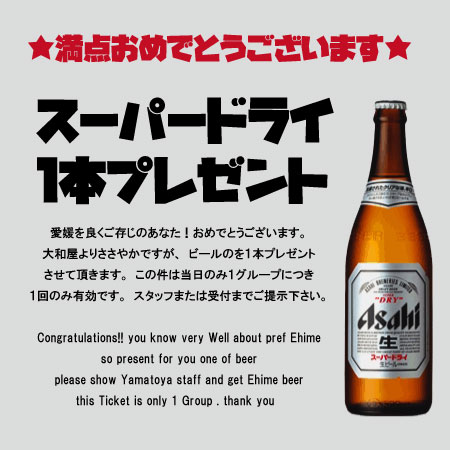 ★満点おめでとうございます★
スーパードライ
1本プレゼント
愛媛を良くご存じのあなた！おめでとうございます。
大和屋よりささやかですが、ビールのを1本プレゼント
させて頂きます。この件は当日のみ1グループにつき
1回のみ有効です。スタッフまたは受付までご提示下さい。
Congratulations!! you know very Well about pref Ehime
so present for you one of beer
please show Yamatoya staff and get Ehime beer
this Ticket is only 1 Group . thank you
ASAHI BREWERIES LIMITED
"DRY"
Asahi
生
スーパードライ
生ビール